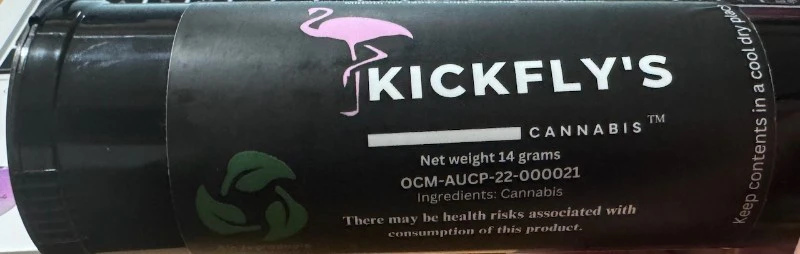 KICKFLY'S
CANNABIS™
Net weight 14 grams
OCM-AUCP-22-000021
Ingredients: Cannabis
There may be health risks associated with
consumption of this product.
Keep contents in a cool dry